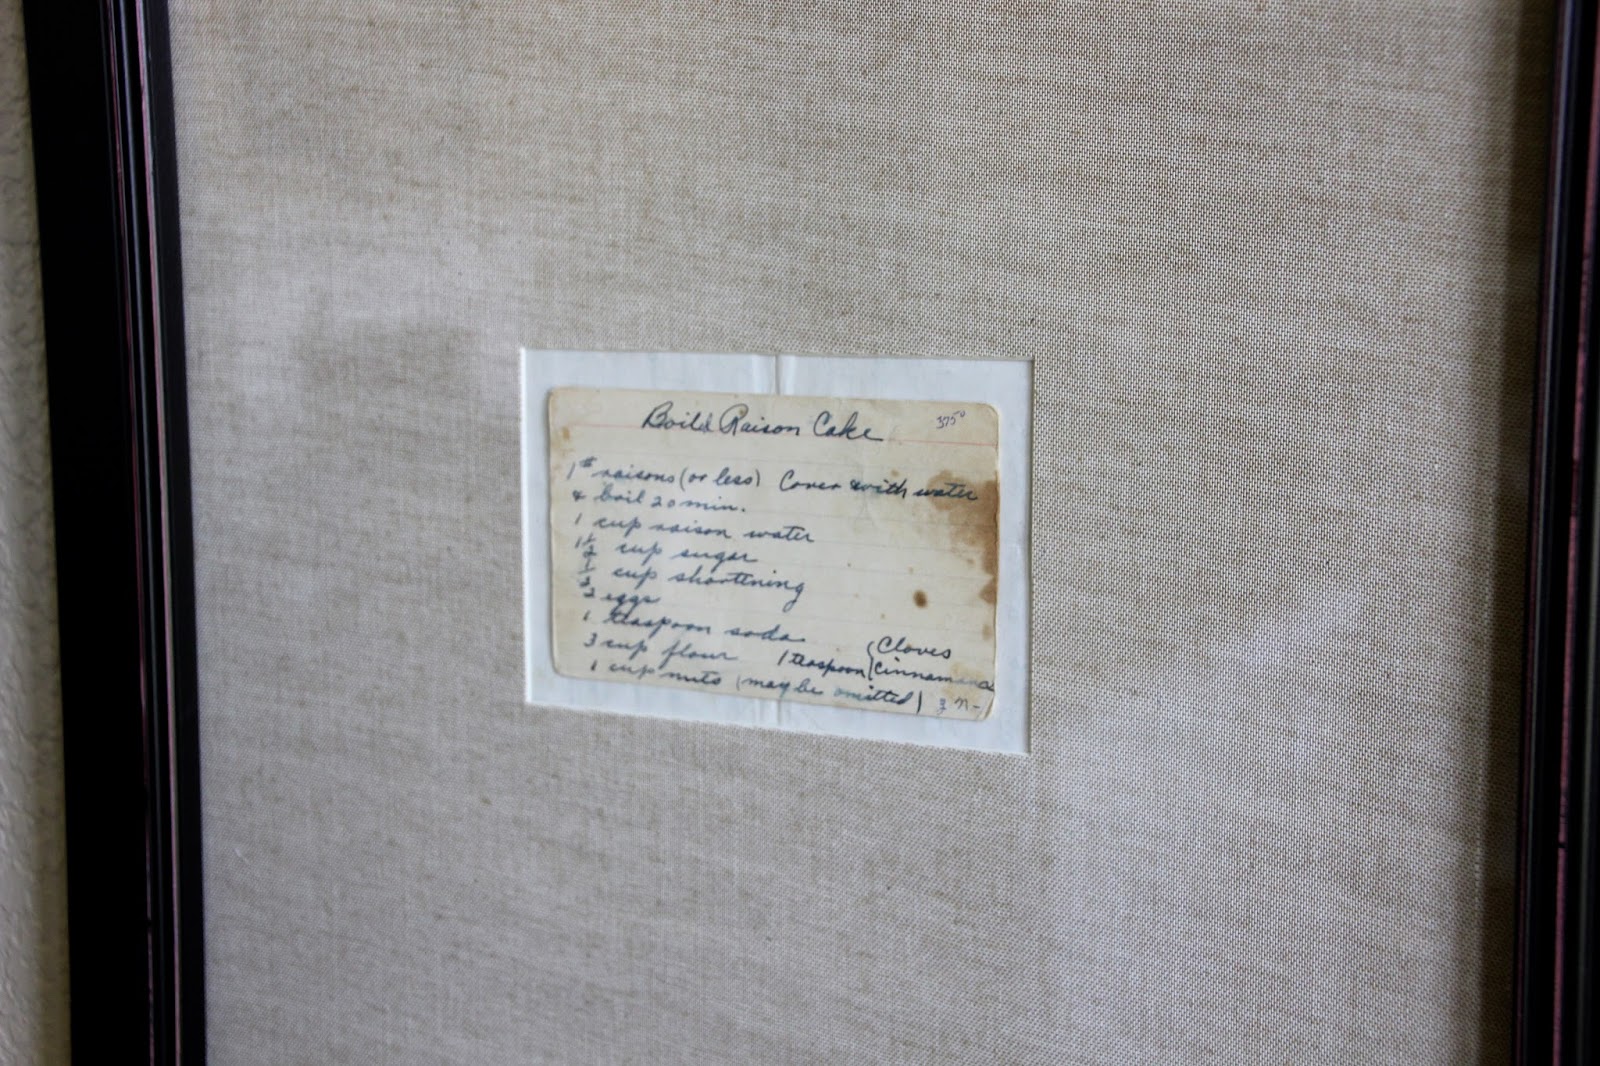 Boild Raison Cake 375°
1# raisons (or less) Cover with water
& boil 20 min.
1 cup raison water
1½ cup sugar
cup shortning
2 eggs
1 teaspoon soda
3 cup flour 1 teaspoon { Cloves
Cinnamon
1 cup nuts (may be omitted)